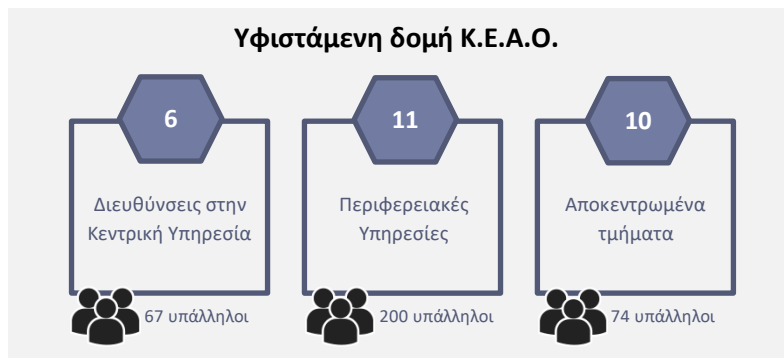 Υφιστάμενη δομή Κ.Ε.Α.Ο.
6
Διευθύνσεις στην
Κεντρική Υπηρεσία
67 υπάλληλοι
11
Περιφερειακές
Υπηρεσίες
200 υπάλληλοι
10
Αποκεντρωμένα
τμήματα
74 υπάλληλοι